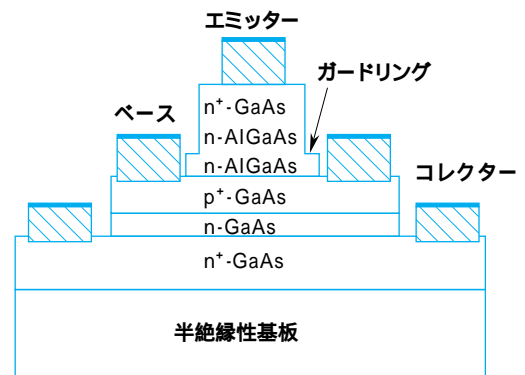 エミッター
ガードリング
n⁺-GaAs
ベース
n-AlGaAs
n-AlGaAs
コレクター
p⁺-GaAs
n-GaAs
n⁺-GaAs
半絶縁性基板